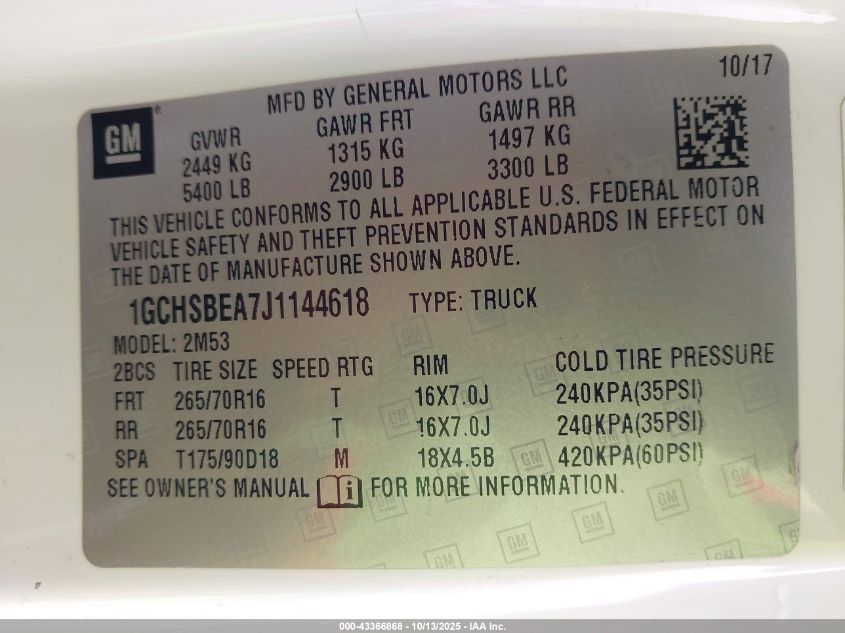 10/17
MFD BY GENERAL MOTORS LLC
GM®
GVWR GAWR FRT GAWR RR
2449 KG 1315 KG 1497 KG
5400 LB 2900 LB 3300 LB
THIS VEHICLE CONFORMS TO ALL APPLICABLE U.S. FEDERAL MOTOR
VEHICLE SAFETY AND THEFT PREVENTION STANDARDS IN EFFECT ON
THE DATE OF MANUFACTURE SHOWN ABOVE.
1GCHSBEA7J1144618 TYPE: TRUCK
MODEL: 2M53
2BCS TIRE SIZE SPEED RTG RIM COLD TIRE PRESSURE
FRT 265/70R16 T 16X7.0J 240KPA(35PSI)
RR 265/70R16 T 16X7.0J 240KPA(35PSI)
SPA T175/90D18 M 18X4.5B 420KPA(60PSI)
SEE OWNER'S MANUAL i FOR MORE INFORMATION.
000-43366868 - 10/13/2025 - IAA Inc.